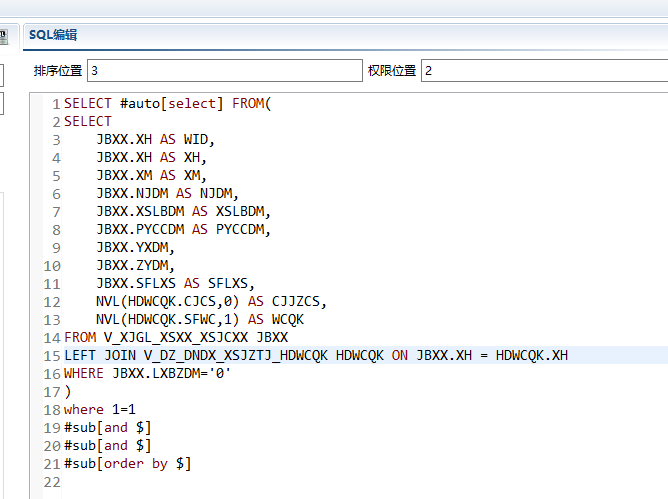 SQL编辑
排序位置 3 权限位置 2
1 SELECT #auto[select] FROM(
2 SELECT
3 JBXX.XH AS WID,
4 JBXX.XH AS XH,
5 JBXX.XM AS XM,
6 JBXX.NJDM AS NJDM,
7 JBXX.XSLBDM AS XSLBDM,
8 JBXX.PYCCDM AS PYCCDM,
9 JBXX.YXDM,
10 JBXX.ZYDM,
11 JBXX.SFLXS AS SFLXS,
12 NVL(HDWCQK.CJCS,0) AS CJJZCS,
13 NVL(HDWCQK.SFWC,1) AS WCQK
14 FROM V_XJGL_XSXX_XSJCXX JBXX
15 LEFT JOIN V_DZ_DNDX_XSJZTJ_HDWCQK HDWCQK ON JBXX.XH = HDWCQK.XH
16 WHERE JBXX.LXBZDM='0'
17 )
18 where 1=1
19 #sub[and $]
20 #sub[and $]
21 #sub[order by $]
22